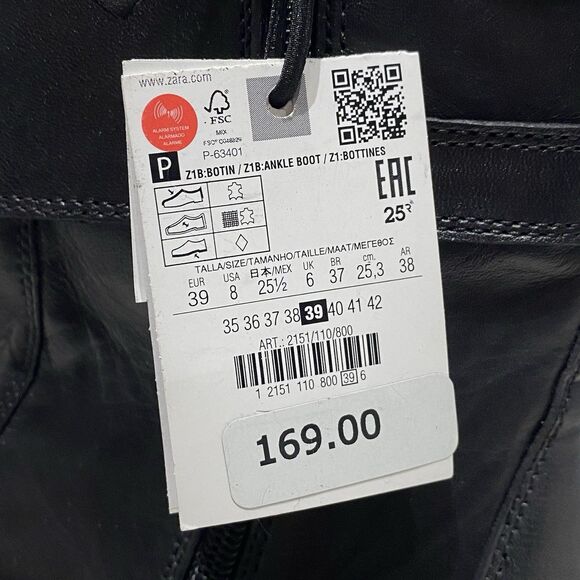 www.zara.com
FSC
MIX
ALARM SYSTEM
ALARMADO
ALARME
P-63401
P Z1B:BOTIN / Z1B:ANKLE BOOT / Z1:BOTTINES
EAC
TALLA/SIZE/TAMANHO/TAILLE/MAAT/ΜΕΓΕΘΟΣ
EUR USA 日本/MEX UK BR cm. AR
39 8 25½ 6 37 25,3 38
35 36 37 38 39 40 41 42
ART.: 2151/110/800
1 2151 110 800 39 6
169.00